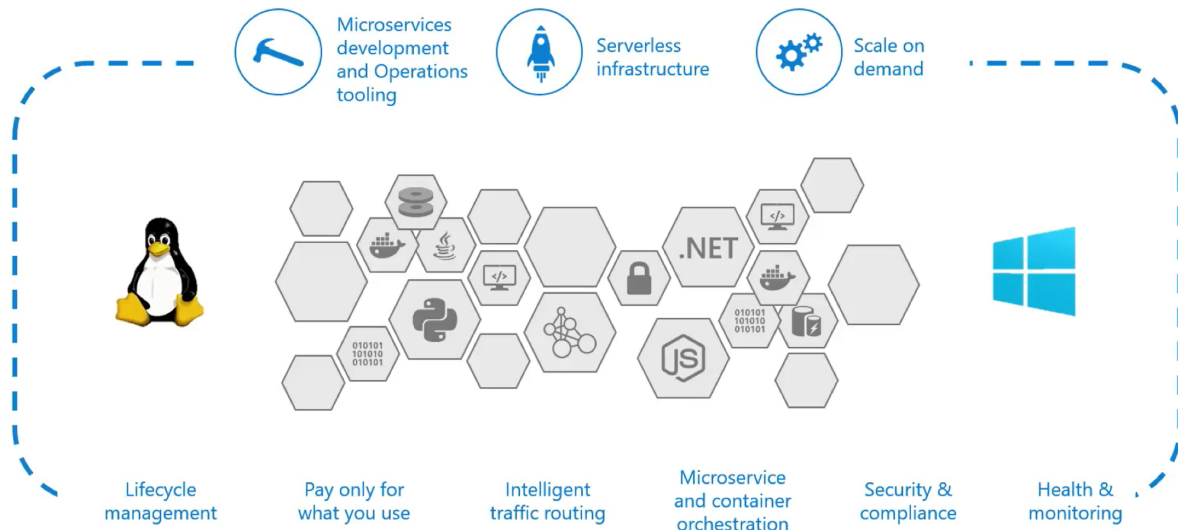 Microservices
development
and Operations
tooling
Serverless
infrastructure
Scale on
demand
.NET
010101
101010
010101
JS
010101
101010
010101
Lifecycle
management
Pay only for
what you use
Intelligent
traffic routing
Microservice
and container
orchestration
Security &
compliance
Health &
monitoring